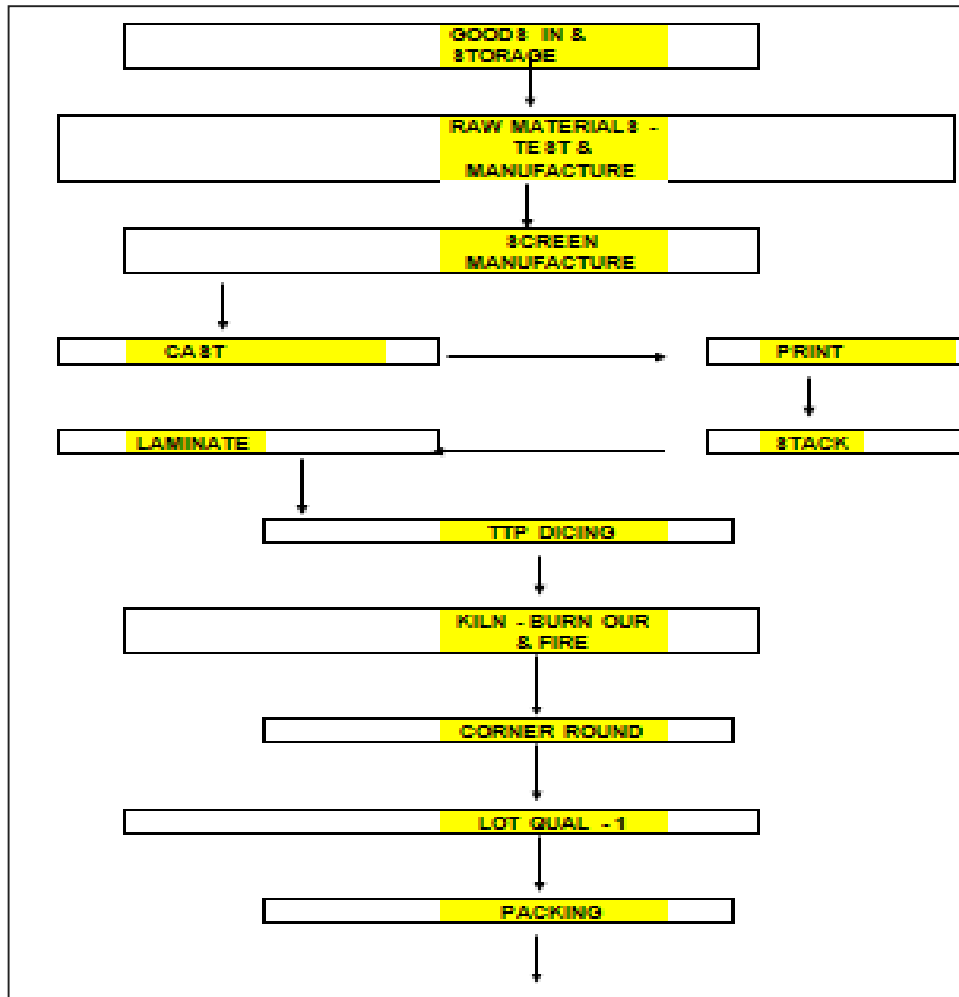 GOODS IN &
STORAGE
RAW MATERIALS -
TEST &
MANUFACTURE
SCREEN
MANUFACTURE
CAST
PRINT
LAMINATE
STACK
TTP DICING
KILN - BURN OUR
& FIRE
CORNER ROUND
LOT QUAL - 1
PACKING